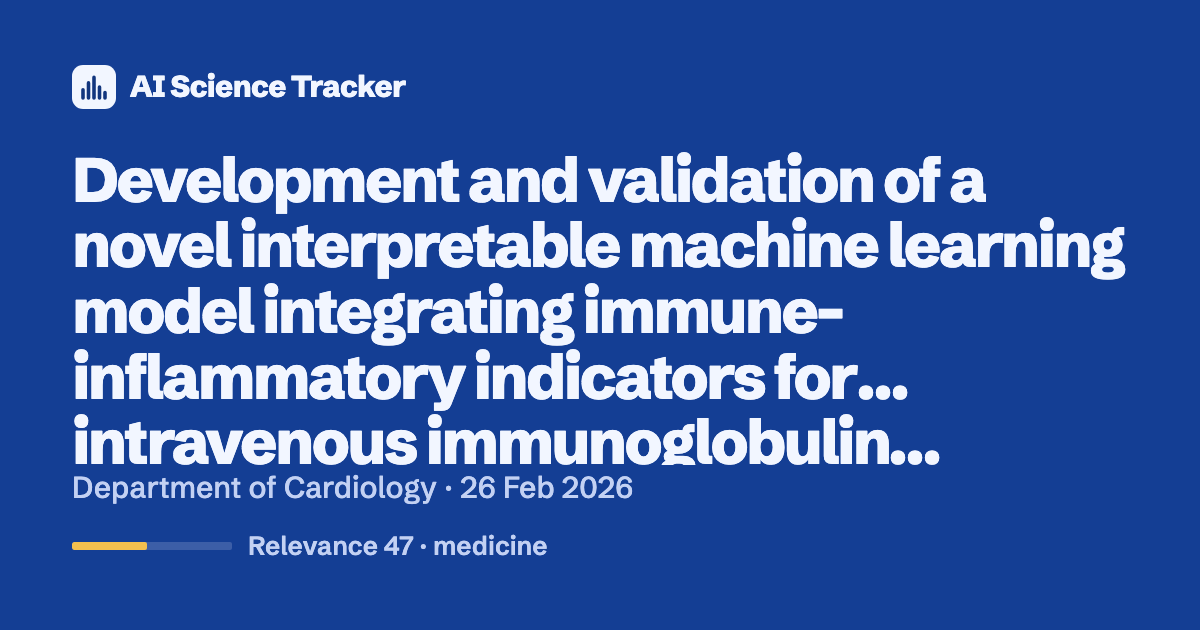 AI Science Tracker
Development and validation of a
novel interpretable machine learning
model integrating immune-
inflammatory indicators for...
intravenous immunoglobulin...
Department of Cardiology · 26 Feb 2026
Relevance 47 · medicine